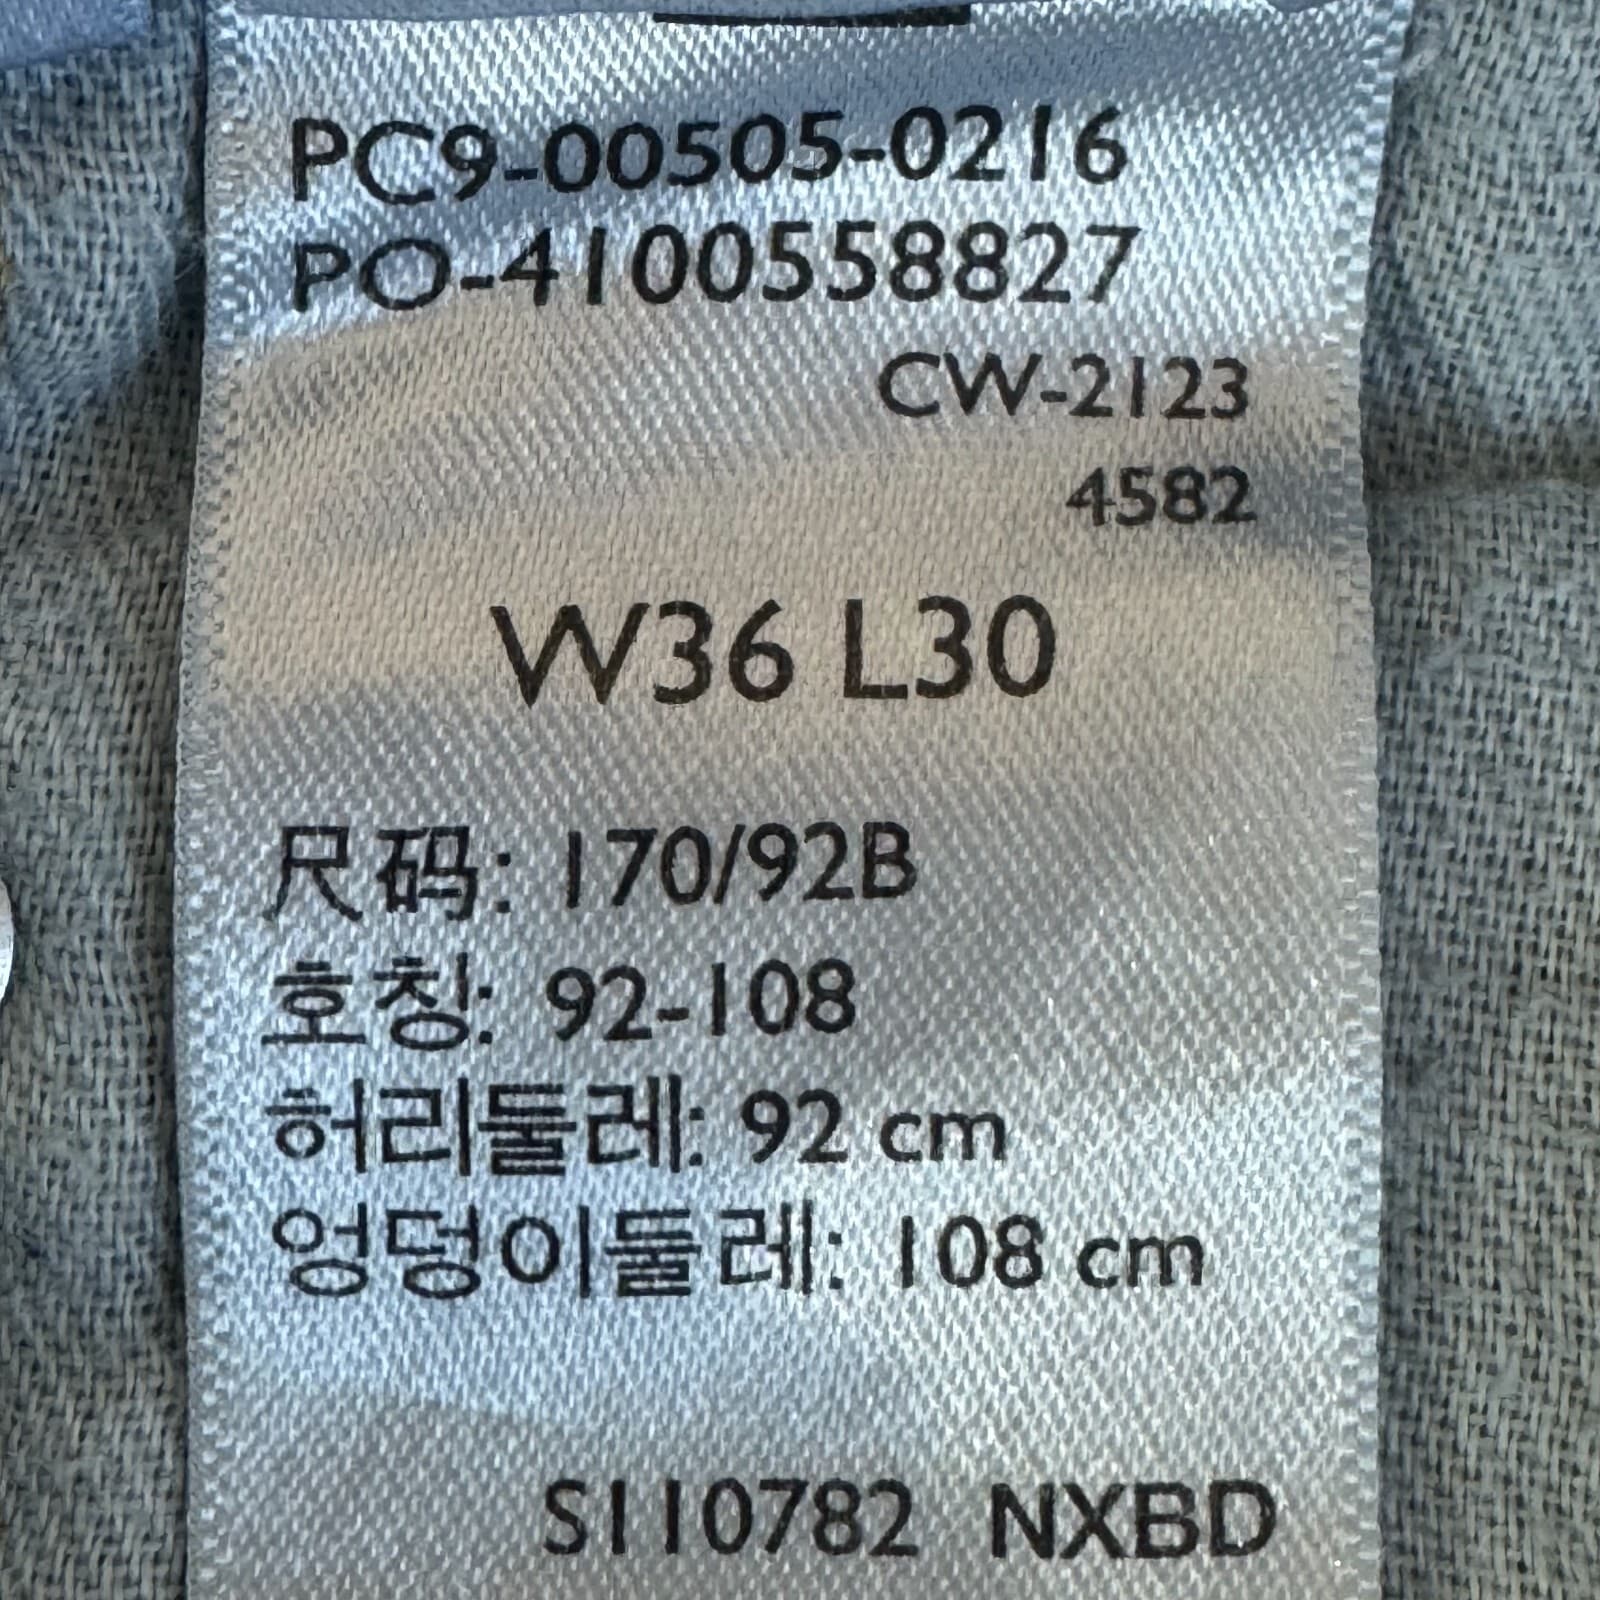 PC9-00505-0216
PO-4100558827
CW-2123
4582
W36 L30
尺码: 170/92B
호칭: 92-108
허리둘레: 92 cm
엉덩이둘레: 108 cm
S110782 NXBD